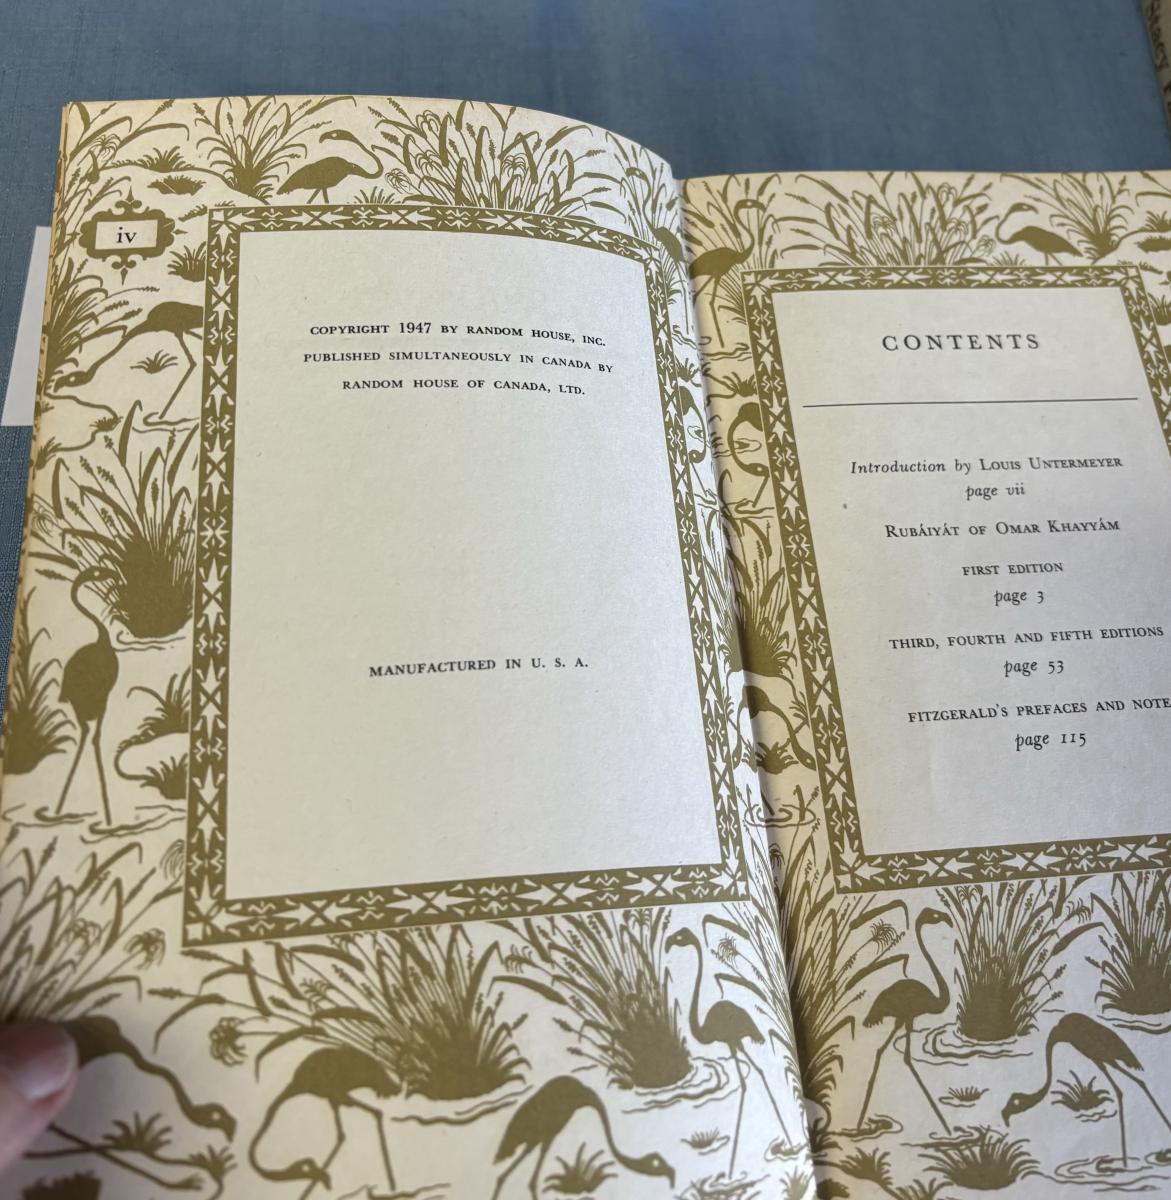 iv
COPYRIGHT 1947 BY RANDOM HOUSE, INC.
PUBLISHED SIMULTANEOUSLY IN CANADA BY
RANDOM HOUSE OF CANADA, LTD.
MANUFACTURED IN U. S. A.
CONTENTS
Introduction by LOUIS UNTERMEYER
page vii
RUBÁIYÁT OF OMAR KHAYYÁM
FIRST EDITION
page 3
THIRD, FOURTH AND FIFTH EDITIONS
page 53
FITZGERALD'S PREFACES AND NOTE
page 115